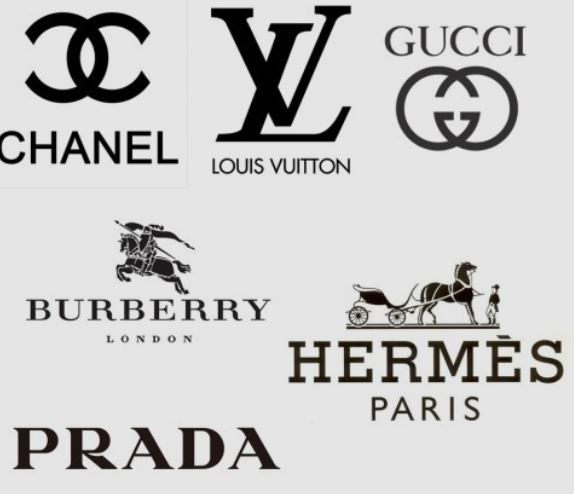 CHANEL
LOUIS VUITTON
GUCCI
BURBERRY
LONDON
HERMÈS
PARIS
PRADA